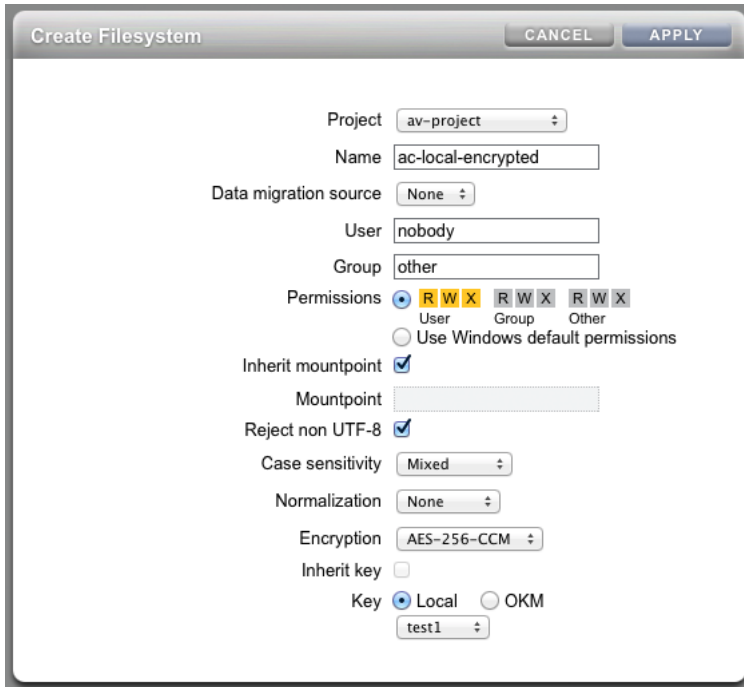 Create Filesystem CANCEL APPLY
Project av-project
Name ac-local-encrypted
Data migration source None
User nobody
Group other
Permissions R W X R W X R W X
User Group Other
Use Windows default permissions
Inherit mountpoint
Mountpoint
Reject non UTF-8
Case sensitivity Mixed
Normalization None
Encryption AES-256-CCM
Inherit key
Key Local OKM
test1